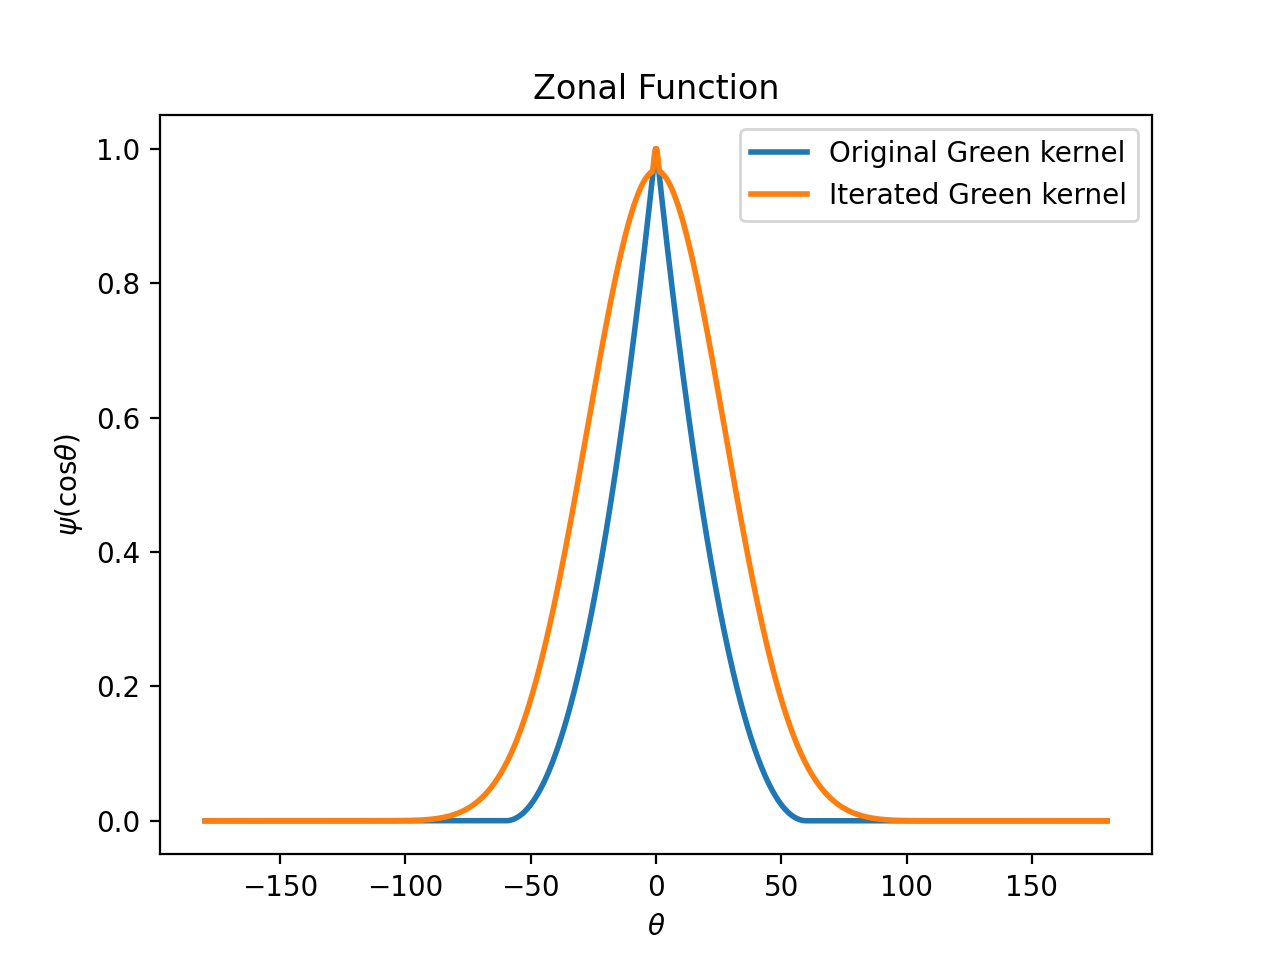 Zonal Function
Original Green kernel
Iterated Green kernel
ψ(cosθ)
1.0
0.8
0.6
0.4
0.2
0.0
−150 −100 −50 0 50 100 150
θ